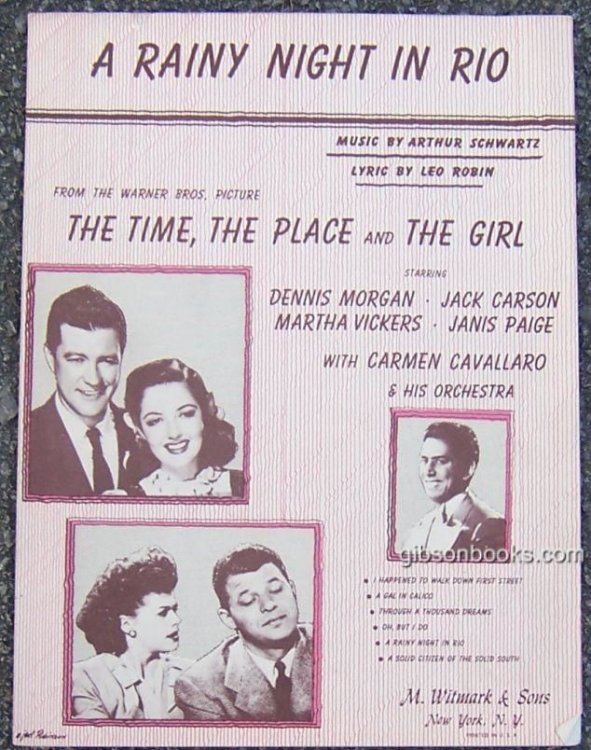 A RAINY NIGHT IN RIO
MUSIC BY ARTHUR SCHWARTZ
LYRIC BY LEO ROBIN
FROM THE WARNER BROS. PICTURE
THE TIME, THE PLACE AND THE GIRL
STARRING
DENNIS MORGAN · JACK CARSON
MARTHA VICKERS · JANIS PAIGE
WITH CARMEN CAVALLARO
& HIS ORCHESTRA
gibsonbooks.com
• I HAPPENED TO WALK DOWN FIRST STREET
• A GAL IN CALICO
• THROUGH A THOUSAND DREAMS
• OH, BUT I DO
• A RAINY NIGHT IN RIO
• A SOLID CITIZEN OF THE SOLID SOUTH
M. Witmark & Sons
New York, N. Y.
PRINTED IN U. S. A.